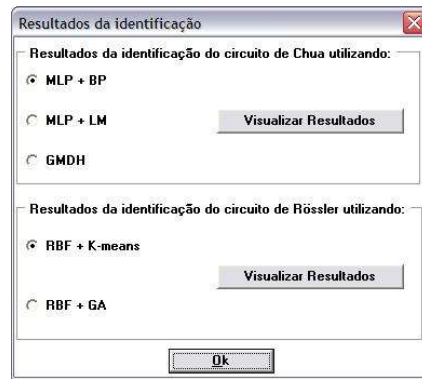 Resultados da identificação
Resultados da identificação do circuito de Chua utilizando:
MLP + BP
MLP + LM
Visualizar Resultados
GMDH
Resultados da identificação do circuito de Rössler utilizando:
RBF + K-means
Visualizar Resultados
RBF + GA
Ok